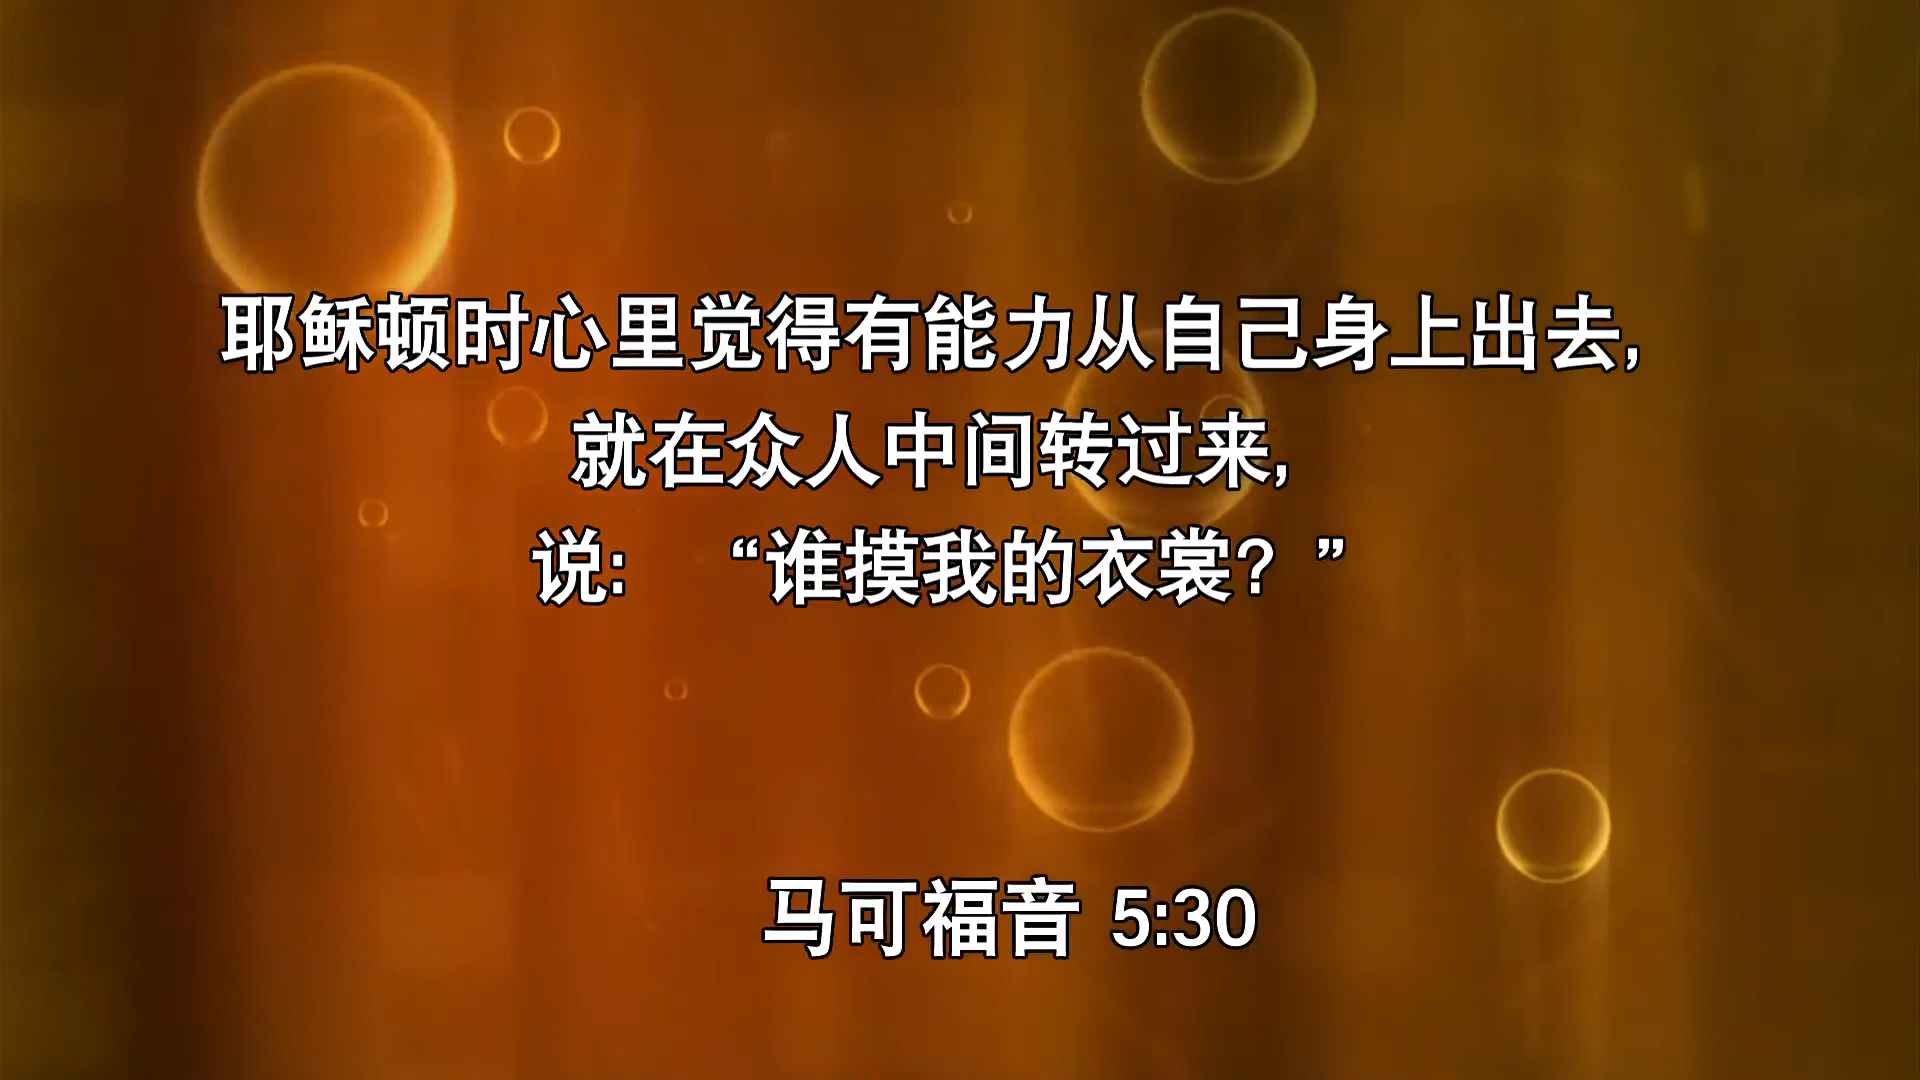 耶稣顿时心里觉得有能力从自己身上出去,
就在众人中间转过来,
说: “谁摸我的衣裳？”
马可福音 5:30